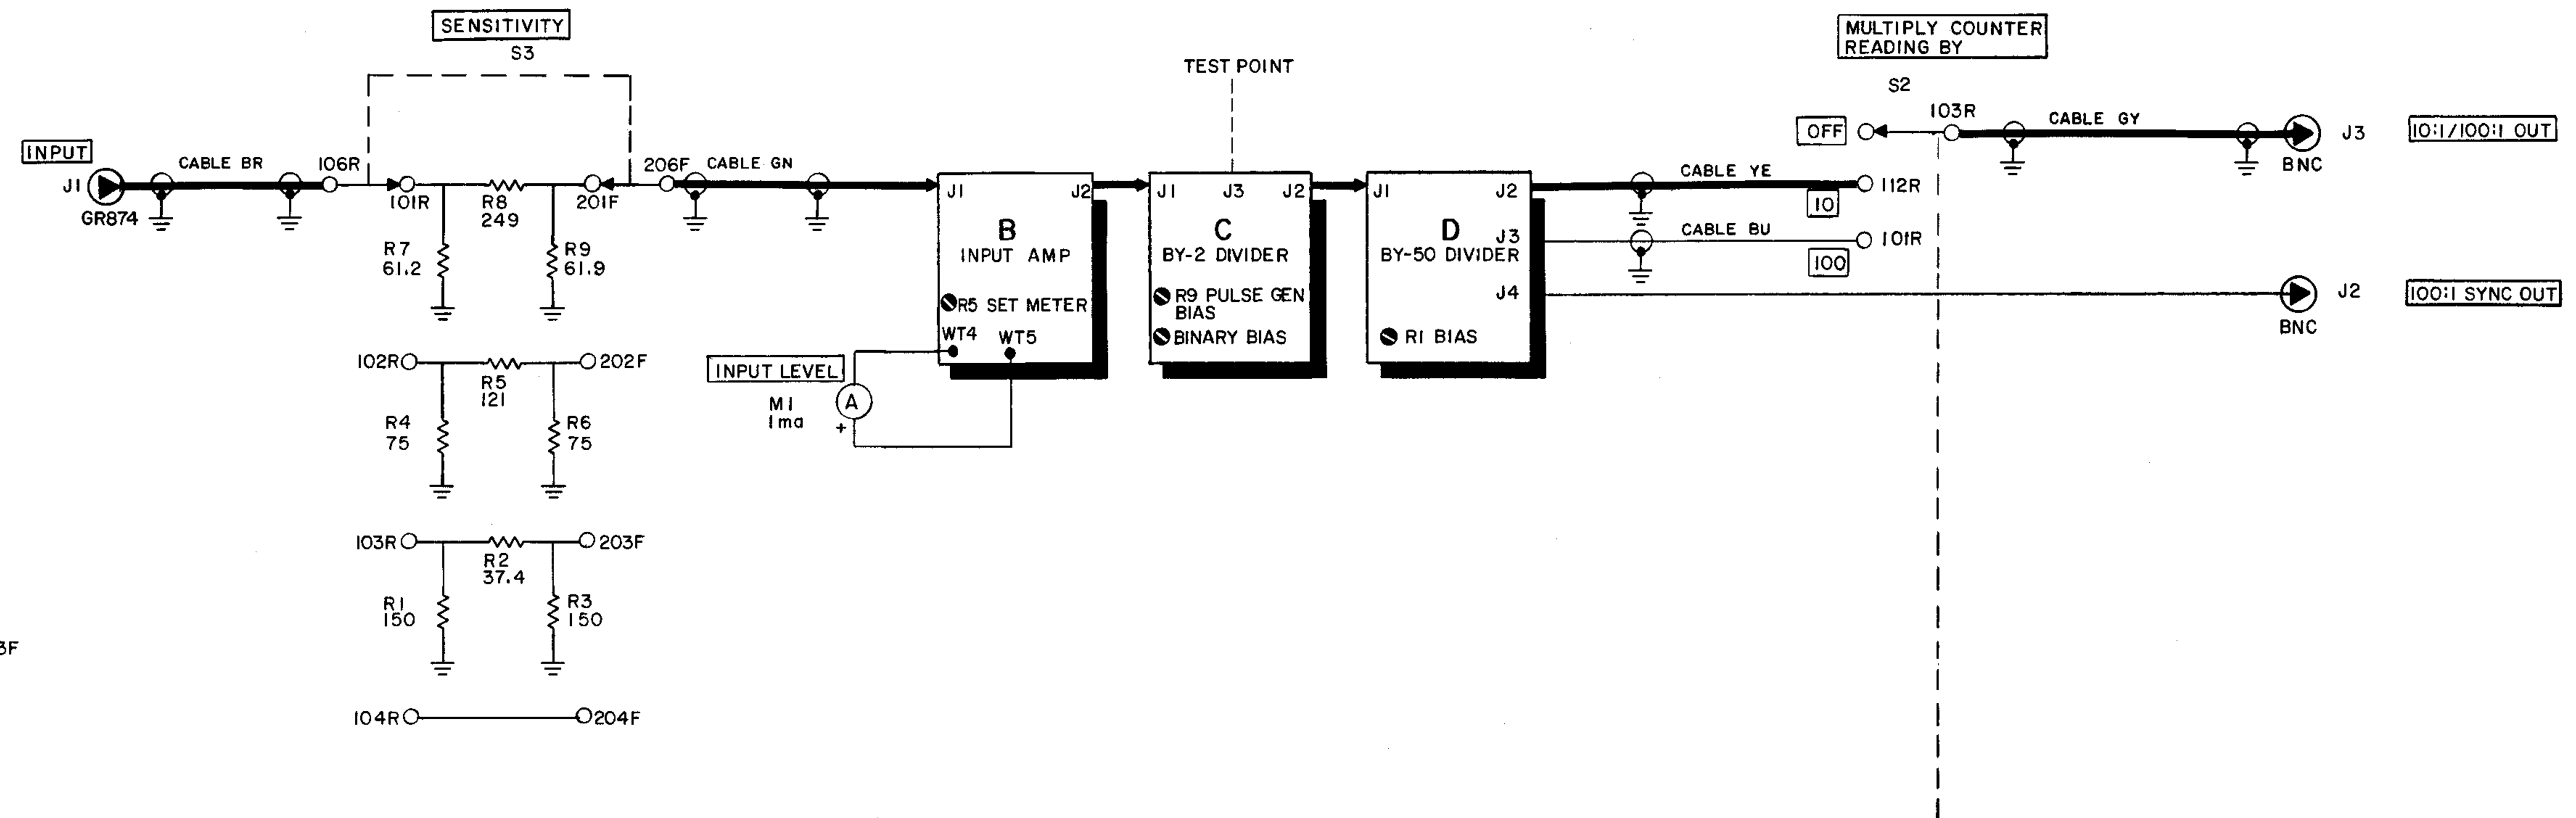 SENSITIVITY
S3
INPUT
J1
GR874
CABLE BR
106R
101R
R8
249
201F
206F
CABLE GN
R7
61.2
R9
61.9
102R
R5
121
202F
R4
75
R6
75
103R
R2
37.4
203F
R1
150
R3
150
104R
204F
3F
TEST POINT
J1
J2
B
INPUT AMP
R5 SET METER
WT4
WT5
INPUT LEVEL
M1
1ma
A
+
J1
J3
J2
C
BY-2 DIVIDER
R9 PULSE GEN
BIAS
BINARY BIAS
J1
J2
D
J3
BY-50 DIVIDER
J4
R1 BIAS
MULTIPLY COUNTER
READING BY
S2
OFF
103R
CABLE GY
J3
BNC
10:1/100:1 OUT
CABLE YE
112R
10
CABLE BU
101R
100
J2
BNC
100:1 SYNC OUT